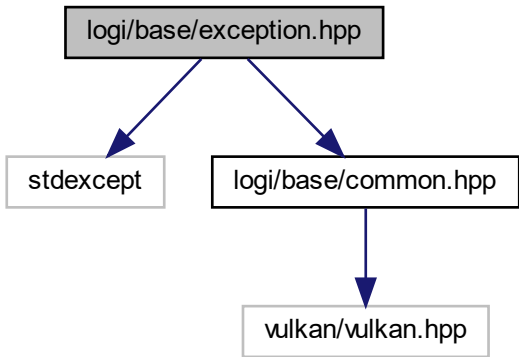 logi/base/exception.hpp
stdexcept
logi/base/common.hpp
vulkan/vulkan.hpp